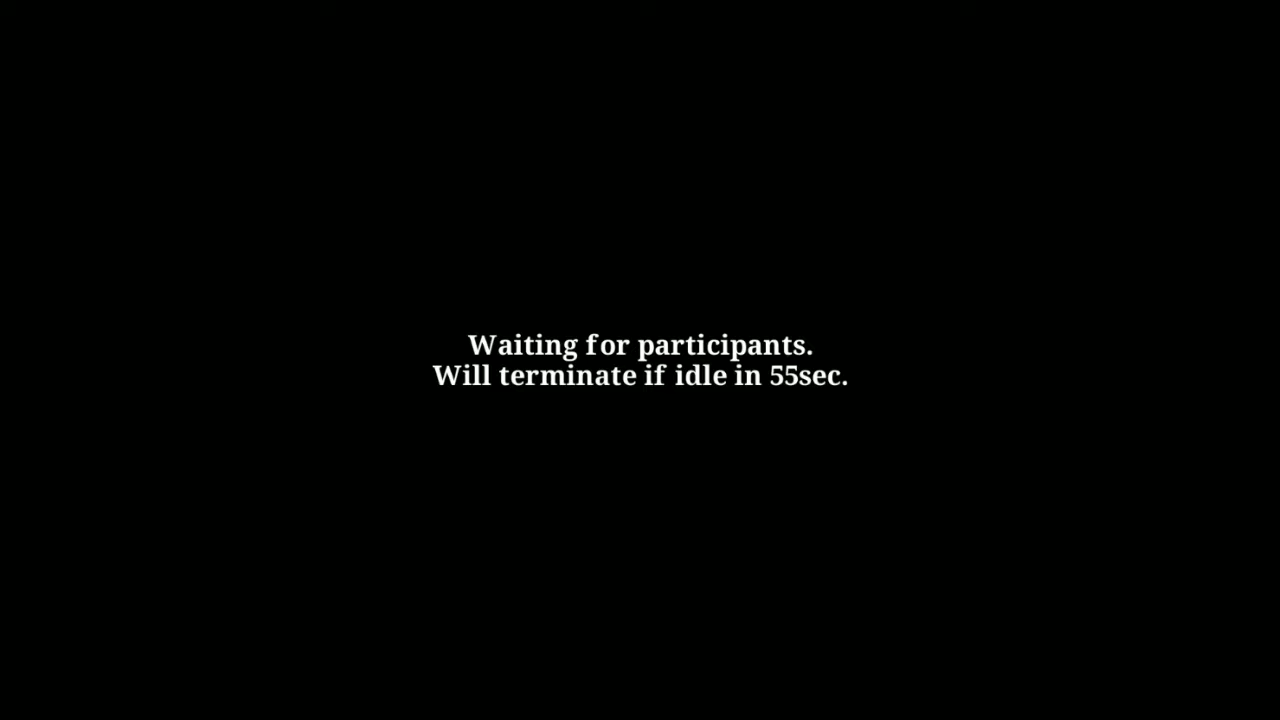 Waiting for participants.
Will terminate if idle in 55sec.